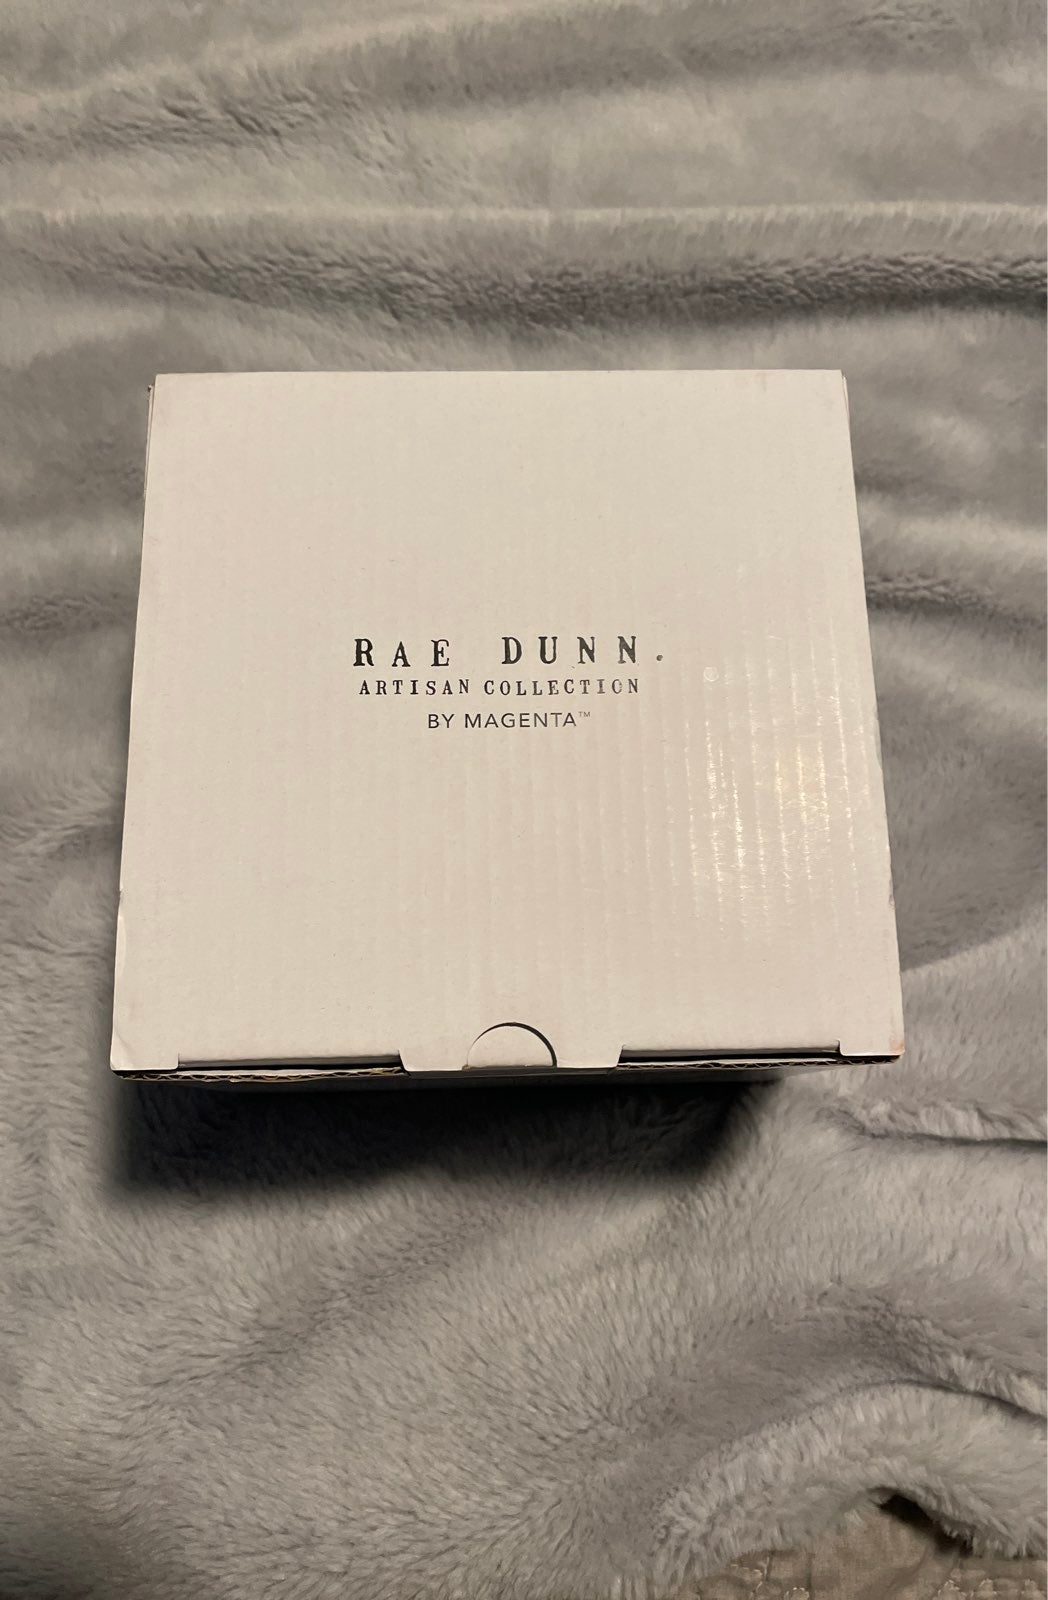 RAE DUNN.
ARTISAN COLLECTION
BY MAGENTA™